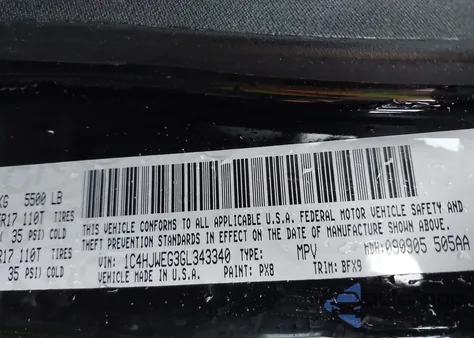 KG 5500 LB
R17 110T TIRES
35 PSI) COLD
R17 110T TIRES
35 PSI) COLD
THIS VEHICLE CONFORMS TO ALL APPLICABLE U.S.A. FEDERAL MOTOR VEHICLE SAFETY AND
THEFT PREVENTION STANDARDS IN EFFECT ON THE DATE OF MANUFACTURE SHOWN ABOVE.
VIN: 1C4HJWEG3GL343340 TYPE: MPV MDH: 090905 505AA
VEHICLE MADE IN U.S.A. PAINT: PX8 TRIM: BFX9